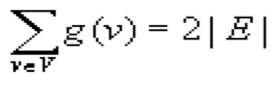 ∑_{v∈V} g(v) = 2|E|